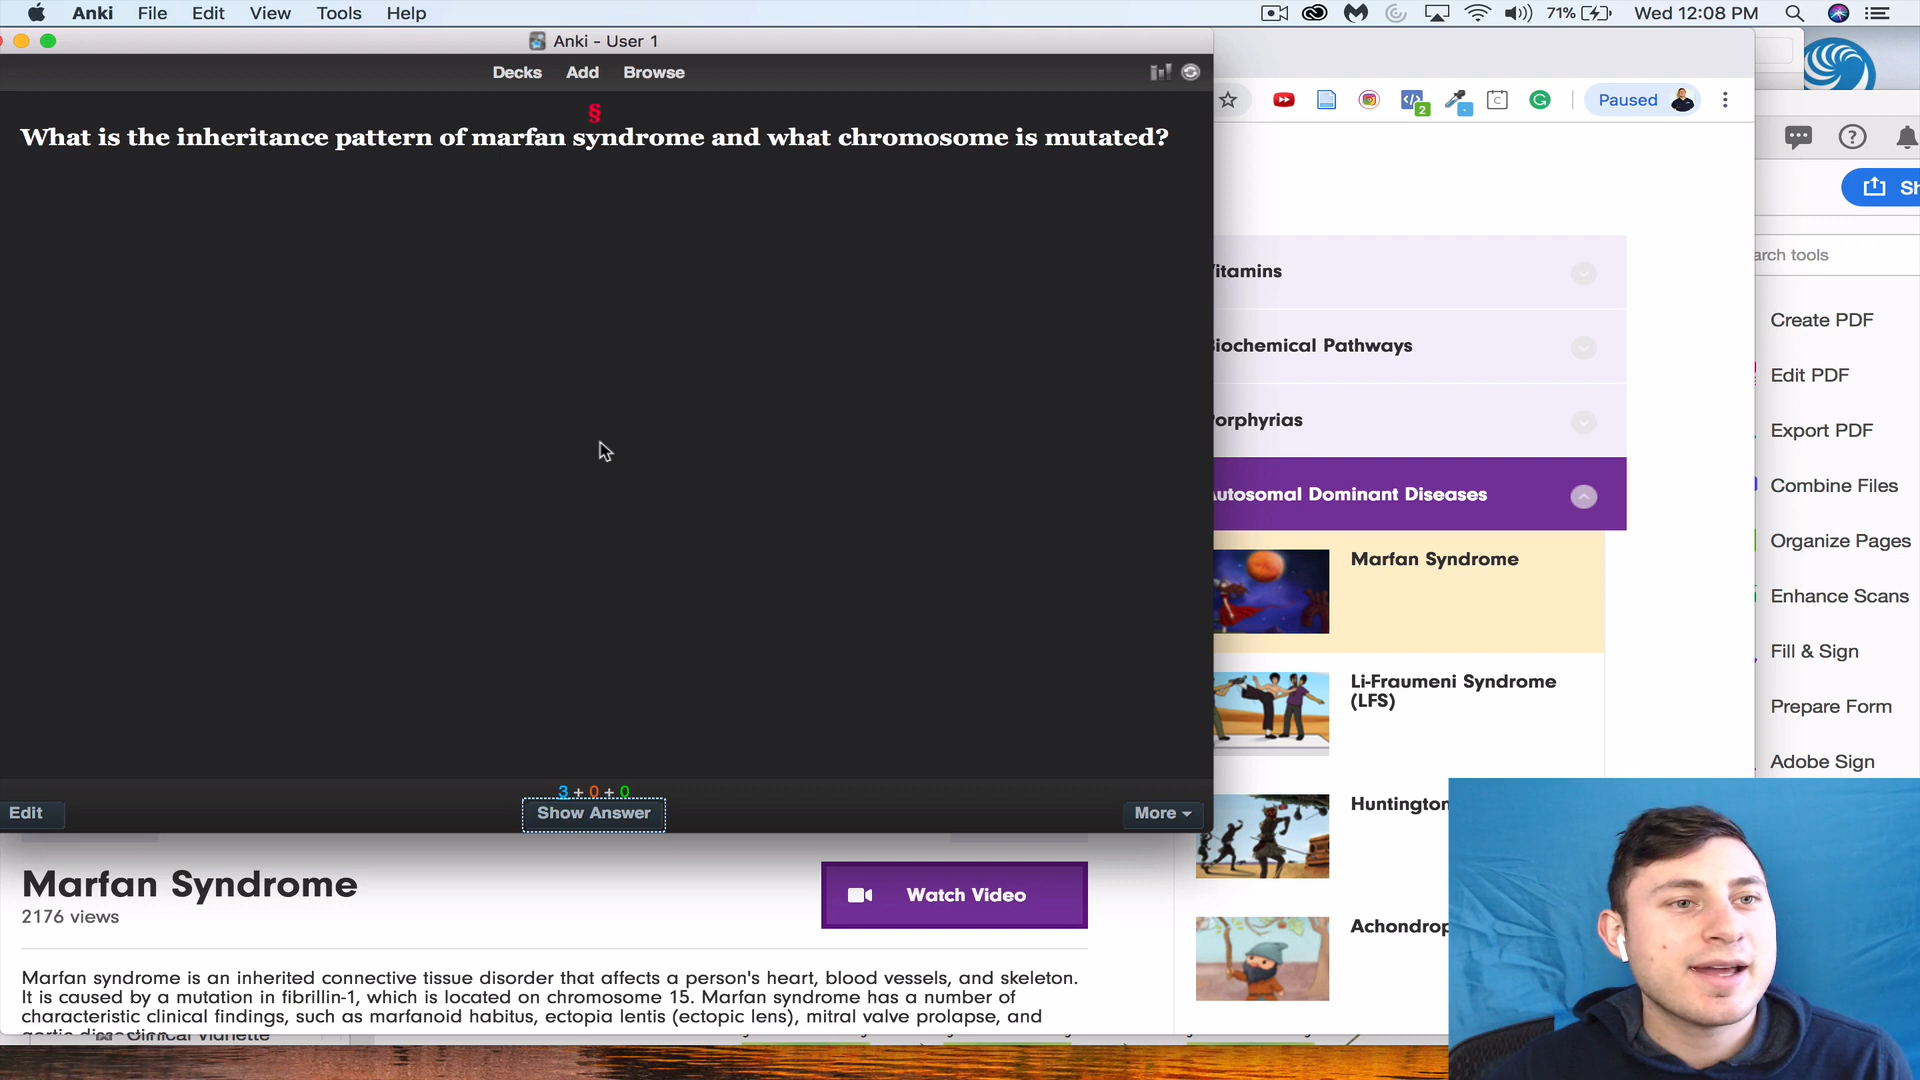 Anki File Edit View Tools Help 71% Wed 12:08 PM
Anki - User 1
Decks Add Browse
§
What is the inheritance pattern of marfan syndrome and what chromosome is mutated?
3 + 0 + 0
Edit Show Answer More
2 C Paused
Sh
arch tools
itamins
iochemical Pathways
orphyrias
utosomal Dominant Diseases
Marfan Syndrome
Li-Fraumeni Syndrome
(LFS)
Huntington
Achondrop
Create PDF
Edit PDF
Export PDF
Combine Files
Organize Pages
Enhance Scans
Fill & Sign
Prepare Form
Adobe Sign
Marfan Syndrome
2176 views
Watch Video
Marfan syndrome is an inherited connective tissue disorder that affects a person's heart, blood vessels, and skeleton.
It is caused by a mutation in fibrillin-1, which is located on chromosome 15. Marfan syndrome has a number of
characteristic clinical findings, such as marfanoid habitus, ectopia lentis (ectopic lens), mitral valve prolapse, and
aortic dissection
Clinical Vignette